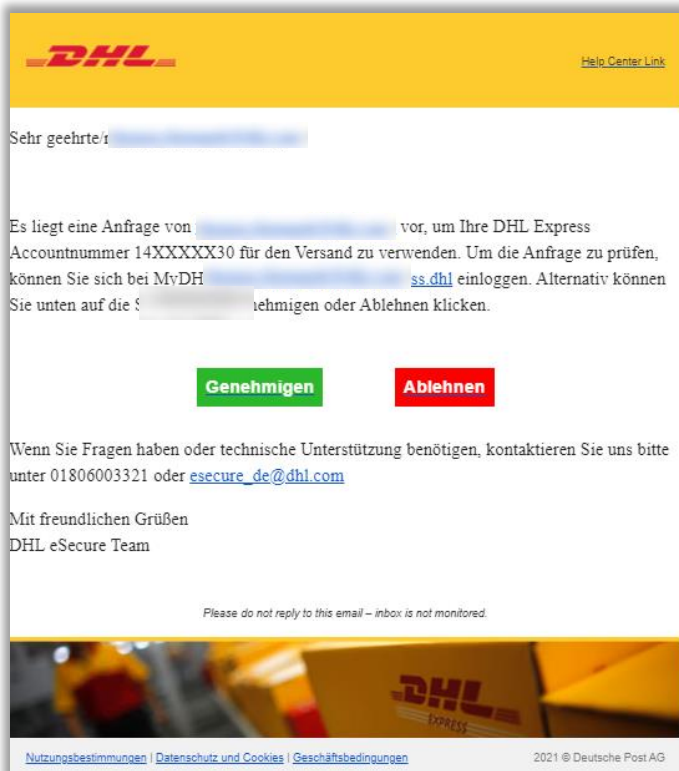 DHL
Help Center Link
Sehr geehrte/r
Es liegt eine Anfrage von vor, um Ihre DHL Express
Accountnummer 14XXXXX30 für den Versand zu verwenden. Um die Anfrage zu prüfen,
können Sie sich bei MyDH ss.dhl einloggen. Alternativ können
Sie unten auf die nehmigen oder Ablehnen klicken.
Genehmigen Ablehnen
Wenn Sie Fragen haben oder technische Unterstützung benötigen, kontaktieren Sie uns bitte
unter 01806003321 oder esecure_de@dhl.com
Mit freundlichen Grüßen
DHL eSecure Team
Please do not reply to this email – inbox is not monitored.
DHL
EXPRESS
Nutzungsbestimmungen | Datenschutz und Cookies | Geschäftsbedingungen 2021 © Deutsche Post AG